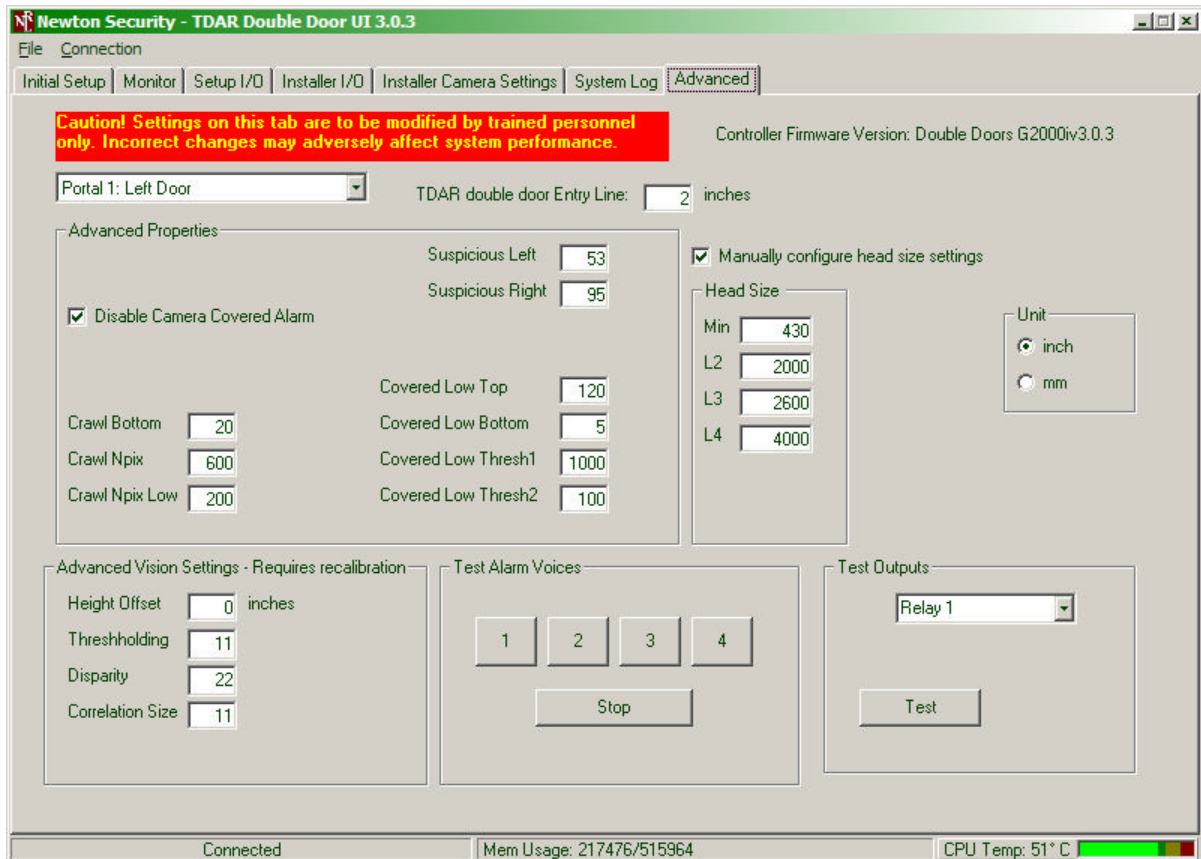 Newton Security - TDAR Double Door UI 3.0.3
File Connection
Initial Setup Monitor Setup I/O Installer I/O Installer Camera Settings System Log Advanced
Caution! Settings on this tab are to be modified by trained personnel
only. Incorrect changes may adversely affect system performance.
Controller Firmware Version: Double Doors G2000iv3.0.3
Portal 1: Left Door
TDAR double door Entry Line: 2 inches
Advanced Properties
Suspicious Left 53
Suspicious Right 95
Disable Camera Covered Alarm
Covered Low Top 120
Crawl Bottom 20
Covered Low Bottom 5
Crawl Npix 600
Covered Low Thresh1 1000
Crawl Npix Low 200
Covered Low Thresh2 100
Manually configure head size settings
Head Size
Min 430
L2 2000
L3 2600
L4 4000
Unit
inch
mm
Advanced Vision Settings - Requires recalibration
Height Offset 0 inches
Threshholding 11
Disparity 22
Correlation Size 11
Test Alarm Voices
1 2 3 4
Stop
Test Outputs
Relay 1
Test
Connected
Mem Usage: 217476/515964
CPU Temp: 51° C